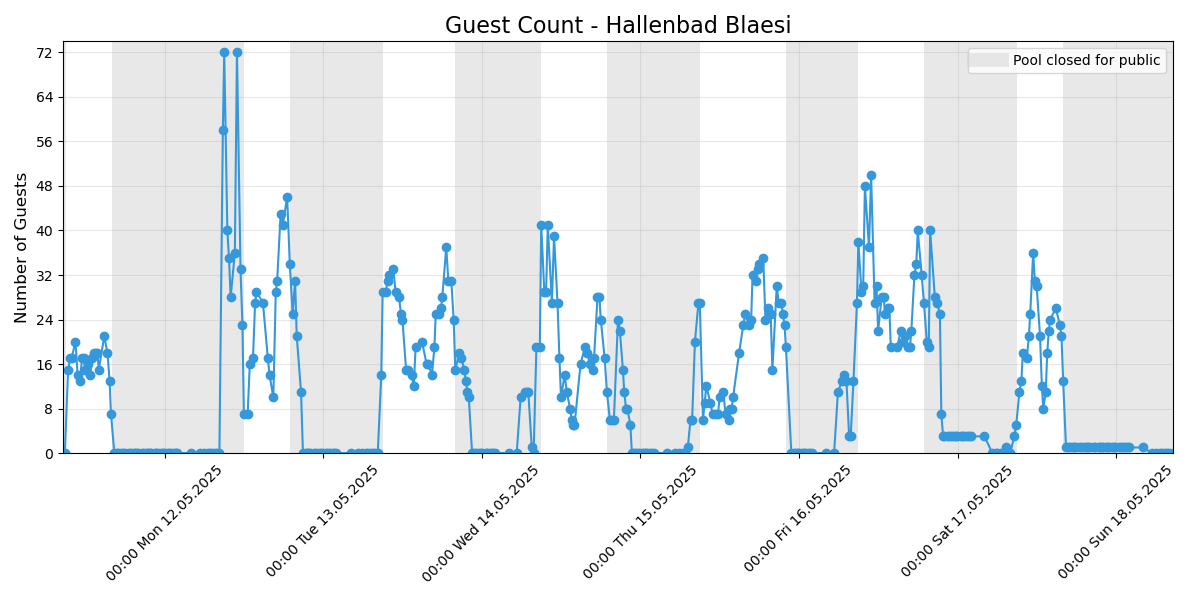 Guest Count - Hallenbad Blaesi
Pool closed for public
Number of Guests
72
64
56
48
40
32
24
16
8
0
00:00 Mon 12.05.2025
00:00 Tue 13.05.2025
00:00 Wed 14.05.2025
00:00 Thu 15.05.2025
00:00 Fri 16.05.2025
00:00 Sat 17.05.2025
00:00 Sun 18.05.2025